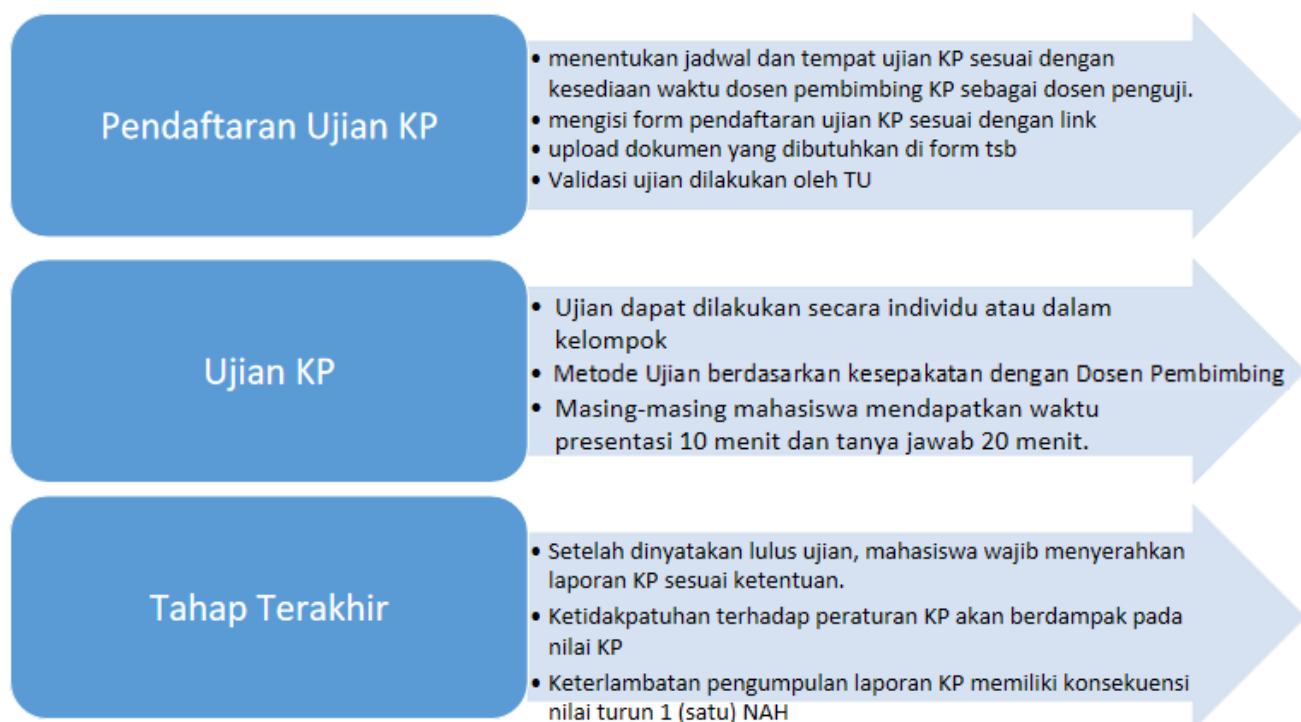 Pendaftaran Ujian KP
• menentukan jadwal dan tempat ujian KP sesuai dengan
kesediaan waktu dosen pembimbing KP sebagai dosen penguji.
• mengisi form pendaftaran ujian KP sesuai dengan link
• upload dokumen yang dibutuhkan di form tsb
• Validasi ujian dilakukan oleh TU
Ujian KP
• Ujian dapat dilakukan secara individu atau dalam
kelompok
• Metode Ujian berdasarkan kesepakatan dengan Dosen Pembimbing
• Masing-masing mahasiswa mendapatkan waktu
presentasi 10 menit dan tanya jawab 20 menit.
Tahap Terakhir
• Setelah dinyatakan lulus ujian, mahasiswa wajib menyerahkan
laporan KP sesuai ketentuan.
• Ketidakpatuhan terhadap peraturan KP akan berdampak pada
nilai KP
• Keterlambatan pengumpulan laporan KP memiliki konsekuensi
nilai turun 1 (satu) NAH